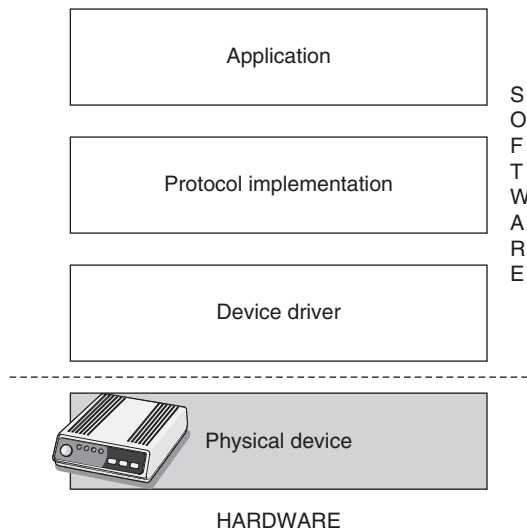 Application
Protocol implementation
Device driver
S
O
F
T
W
A
R
E
Physical device
HARDWARE